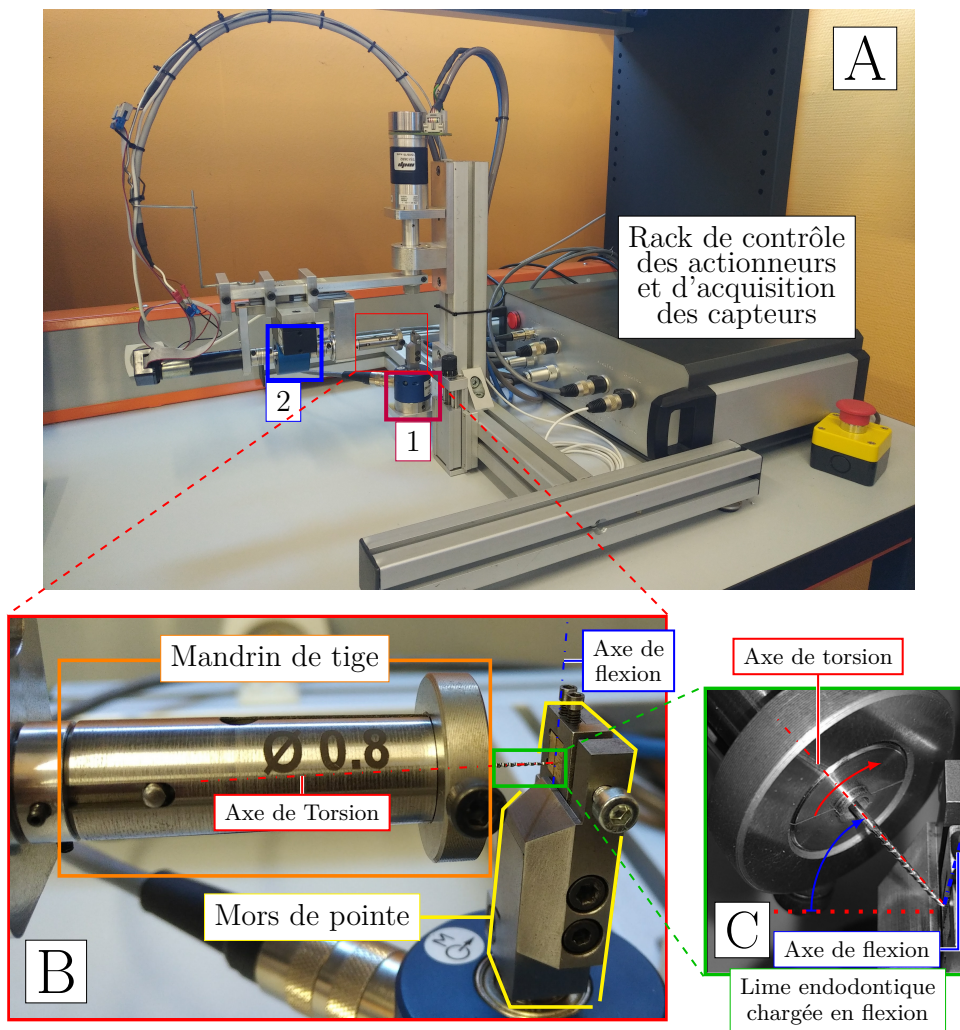 A
Rack de contrôle
des actionneurs
et d'acquisition
des capteurs
2
1
Mandrin de tige
Axe de
flexion
Axe de torsion
Ø 0.8
Axe de Torsion
Mors de pointe
M
B
C
Axe de flexion
Lime endodontique
chargée en flexion